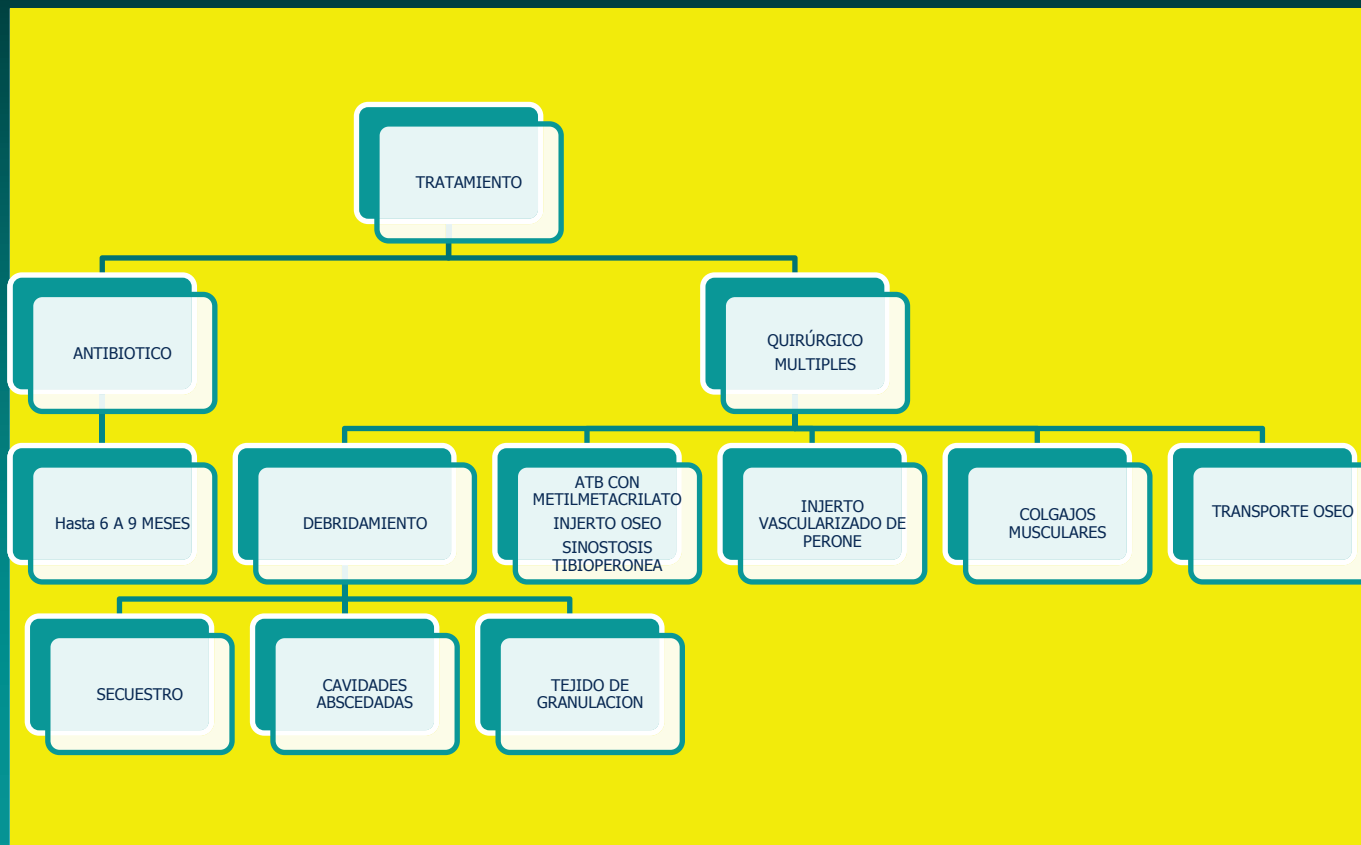 TRATAMIENTO
ANTIBIOTICO
QUIRÚRGICO
MULTIPLES
Hasta 6 A 9 MESES
DEBRIDAMIENTO
ATB CON
METILMETACRILATO
INJERTO OSEO
SINOSTOSIS
TIBIOPERONEA
INJERTO
VASCULARIZADO DE
PERONE
COLGAJOS
MUSCULARES
TRANSPORTE OSEO
SECUESTRO
CAVIDADES
ABSCEDADAS
TEJIDO DE
GRANULACION